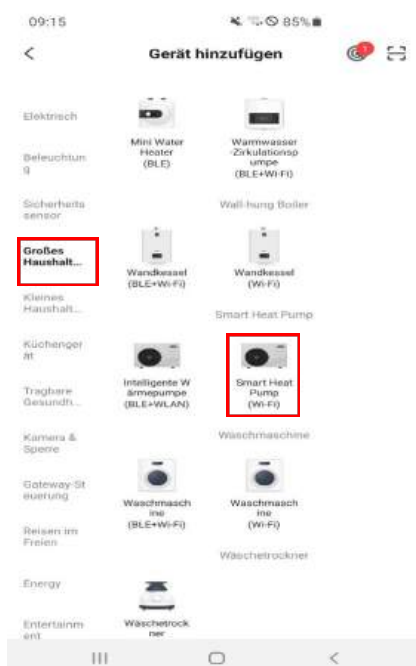 09:15
85%
Gerät hinzufügen
1
Elektrisch
Beleuchtun
g
Sicherheits
sensor
Großes
Haushalt...
Kleines
Haushalt...
Küchenger
ät
Tragbare
Gesundh...
Kamera &
Sperre
Gateway-St
euerung
Reisen im
Freien
Energy
Entertainm
ent
Mini Water
Heater
(BLE)
Warmwasser
-Zirkulationsp
umpe
(BLE+Wi-Fi)
Wall-hung Boiler
Wandkessel
(BLE+Wi-Fi)
Wandkessel
(Wi-Fi)
Smart Heat Pump
Intelligente W
ärmepumpe
(BLE+WLAN)
Smart Heat
Pump
(Wi-Fi)
Waschmaschine
Waschmasch
ine
(BLE+Wi-Fi)
Waschmasch
ine
(Wi-Fi)
Wäschetrockner
Wäschetrock
ner